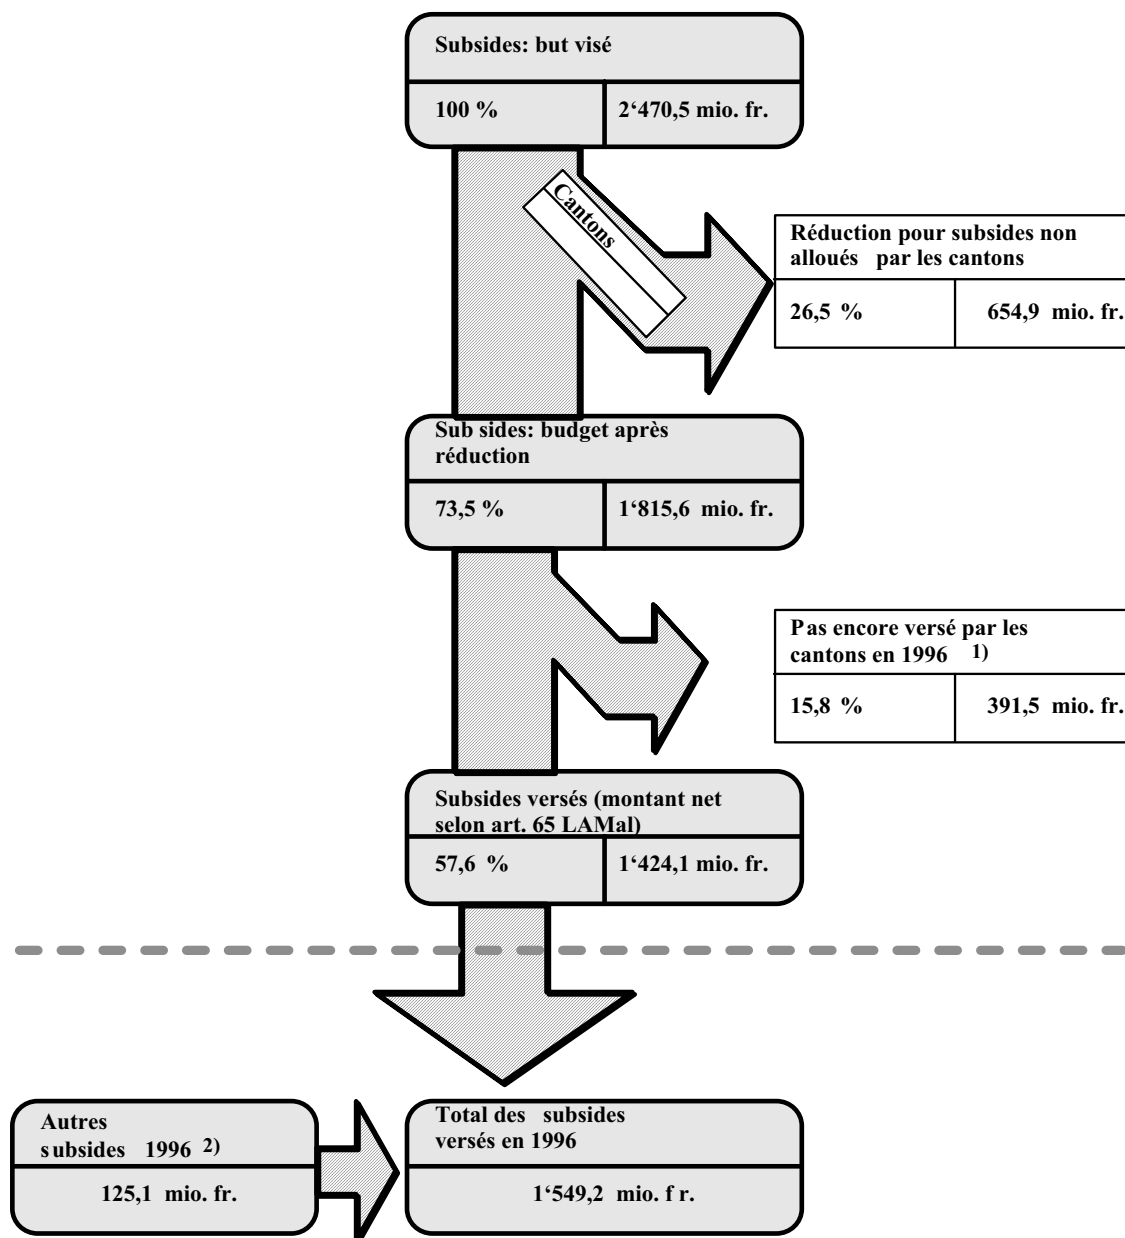 Subsides: but visé
100 %
2‘470,5 mio. fr.
Cantons
Réduction pour subsides non
alloués par les cantons
26,5 %
654,9 mio. fr.
Sub sides: budget après
réduction
73,5 %
1‘815,6 mio. fr.
Pas encore versé par les
cantons en 1996 1)
15,8 %
391,5 mio. fr.
Subsides versés (montant net
selon art. 65 LAMal)
57,6 %
1‘424,1 mio. fr.
Autres
subsides 1996 2)
125,1 mio. fr.
Total des subsides
versés en 1996
1‘549,2 mio. f r.